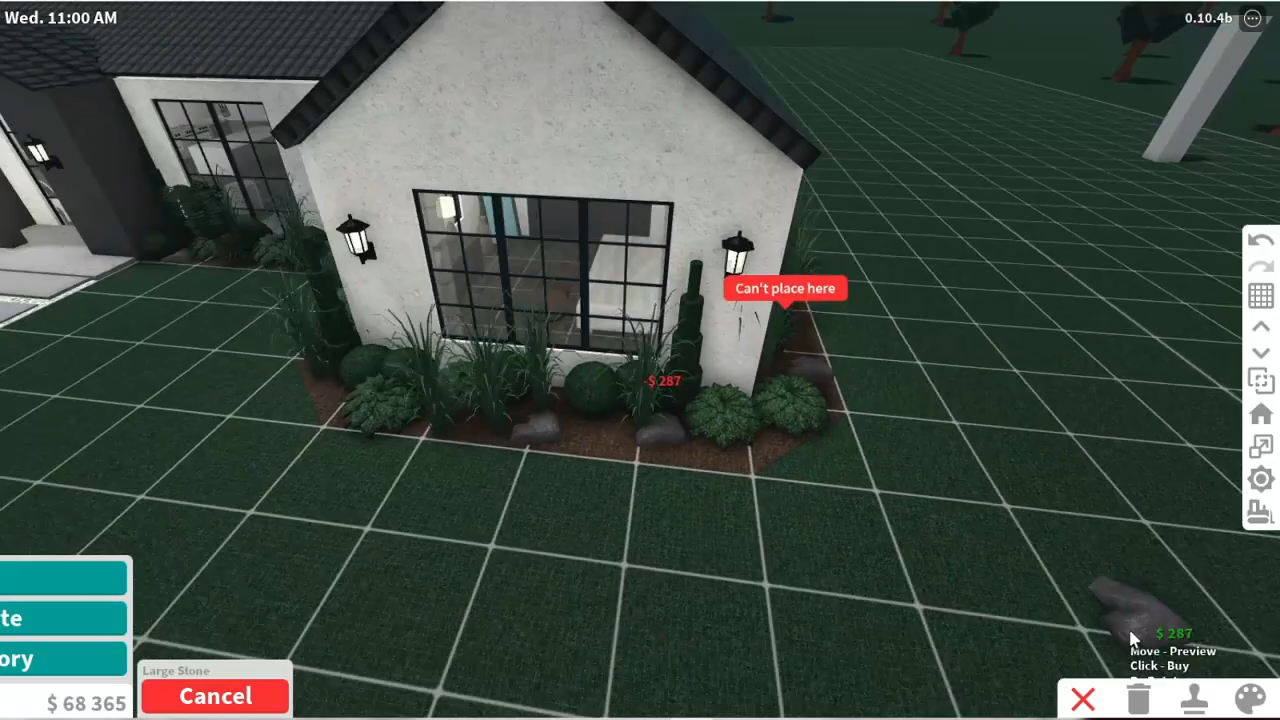 Wed. 11:00 AM
0.10.4b
Can't place here
-$ 287
$ 287
Move - Preview
Click - Buy
te
ory
$ 68 365
Large Stone
Cancel